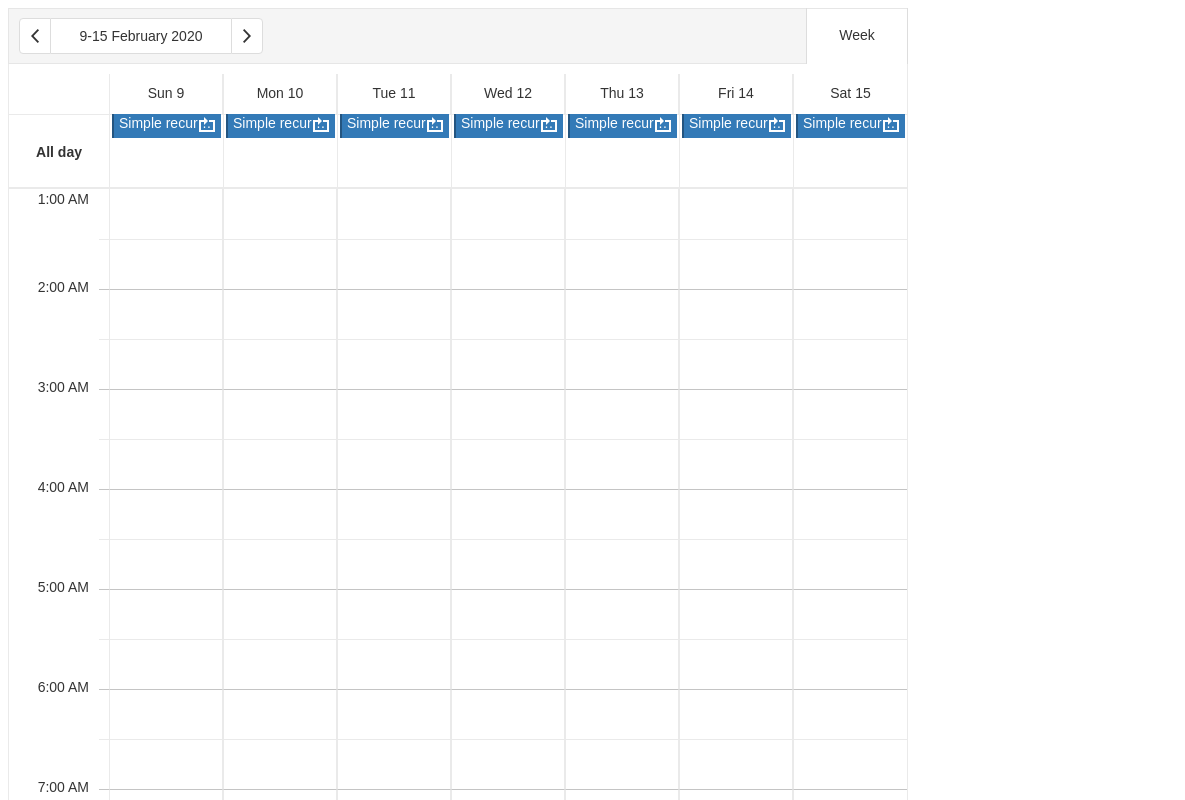 9-15 February 2020
Week
Sun 9 Mon 10 Tue 11 Wed 12 Thu 13 Fri 14 Sat 15
Simple recur Simple recur Simple recur Simple recur Simple recur Simple recur Simple recur
All day
1:00 AM
2:00 AM
3:00 AM
4:00 AM
5:00 AM
6:00 AM
7:00 AM